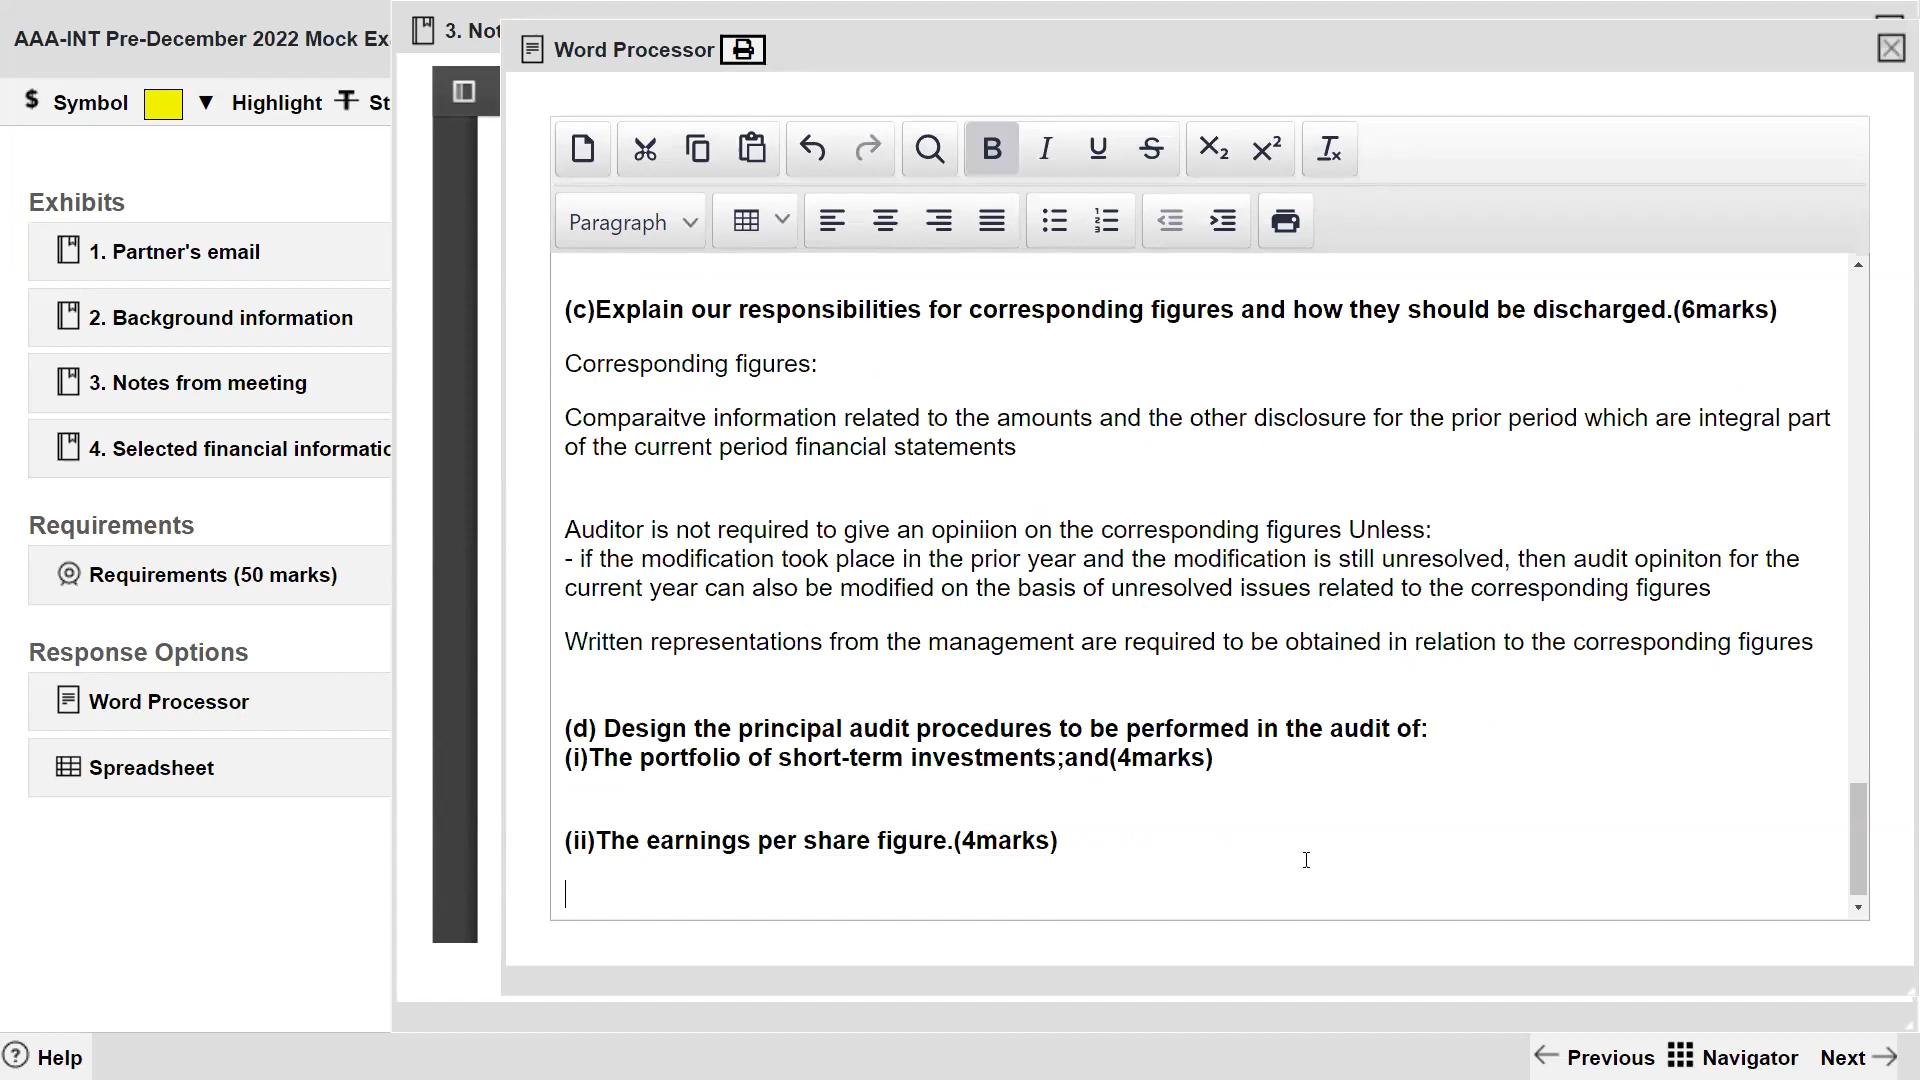 AAA-INT Pre-December 2022 Mock Ex
3. Not
Word Processor
$ Symbol
Highlight
T St
Paragraph
Exhibits
1. Partner's email
2. Background information
3. Notes from meeting
4. Selected financial informatio
Requirements
Requirements (50 marks)
Response Options
Word Processor
Spreadsheet
(c)Explain our responsibilities for corresponding figures and how they should be discharged.(6marks)
Corresponding figures:
Comparaitve information related to the amounts and the other disclosure for the prior period which are integral part
of the current period financial statements
Auditor is not required to give an opiniion on the corresponding figures Unless:
- if the modification took place in the prior year and the modification is still unresolved, then audit opiniton for the
current year can also be modified on the basis of unresolved issues related to the corresponding figures
Written representations from the management are required to be obtained in relation to the corresponding figures
(d) Design the principal audit procedures to be performed in the audit of:
(i)The portfolio of short-term investments;and(4marks)
(ii)The earnings per share figure.(4marks)
Help
Previous
Navigator
Next